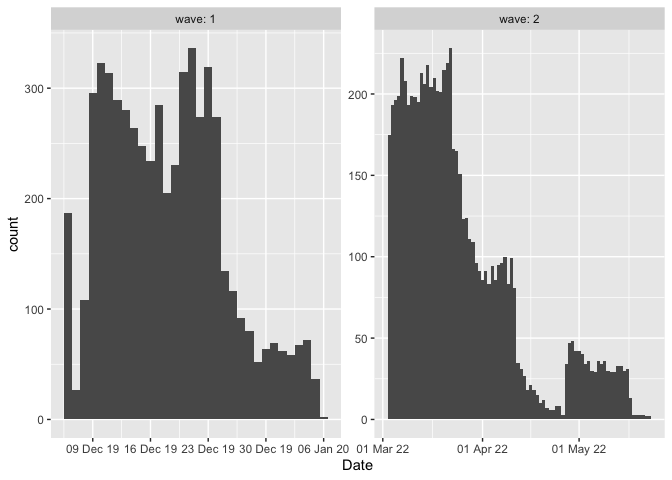 wave: 1
wave: 2
count
300
200
100
0
200
150
100
50
0
09 Dec 19 16 Dec 19 23 Dec 19 30 Dec 19 06 Jan 20
01 Mar 22 01 Apr 22 01 May 22
Date